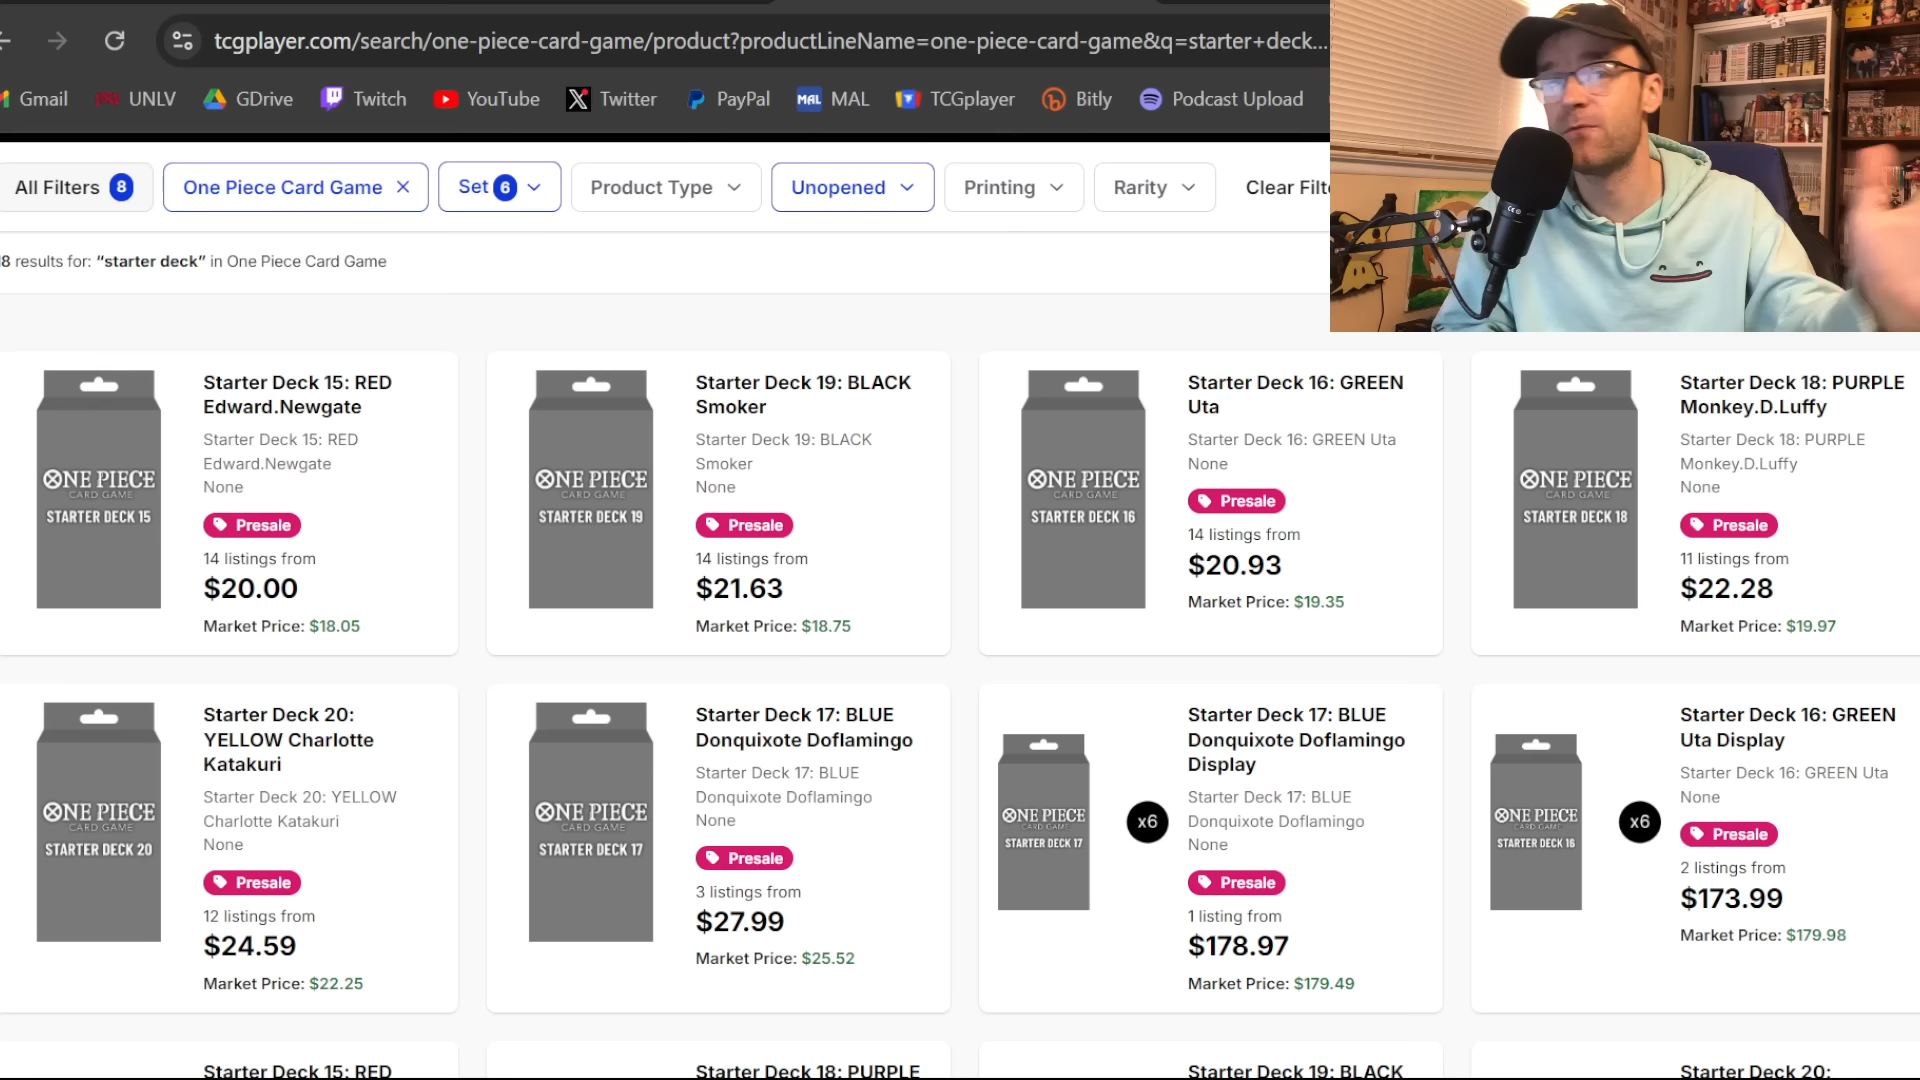 tcgplayer.com/search/one-piece-card-game/product?productLineName=one-piece-card-game&q=starter+deck...
Gmail UNLV GDrive Twitch YouTube Twitter PayPal MAL MAL TCGplayer Bitly Podcast Upload
All Filters 8 One Piece Card Game Set 6 Product Type Unopened Printing Rarity Clear Filte
8 results for: “starter deck” in One Piece Card Game
ONE PIECE
CARD GAME
STARTER DECK 15
Starter Deck 15: RED
Edward.Newgate
Starter Deck 15: RED
Edward.Newgate
None
Presale
14 listings from
$20.00
Market Price: $18.05
ONE PIECE
CARD GAME
STARTER DECK 19
Starter Deck 19: BLACK
Smoker
Starter Deck 19: BLACK
Smoker
None
Presale
14 listings from
$21.63
Market Price: $18.75
ONE PIECE
CARD GAME
STARTER DECK 16
Starter Deck 16: GREEN
Uta
Starter Deck 16: GREEN Uta
None
Presale
14 listings from
$20.93
Market Price: $19.35
ONE PIECE
CARD GAME
STARTER DECK 18
Starter Deck 18: PURPLE
Monkey.D.Luffy
Starter Deck 18: PURPLE
Monkey.D.Luffy
None
Presale
11 listings from
$22.28
Market Price: $19.97
ONE PIECE
CARD GAME
STARTER DECK 20
Starter Deck 20:
YELLOW Charlotte
Katakuri
Starter Deck 20: YELLOW
Charlotte Katakuri
None
Presale
12 listings from
$24.59
Market Price: $22.25
ONE PIECE
CARD GAME
STARTER DECK 17
Starter Deck 17: BLUE
Donquixote Doflamingo
Starter Deck 17: BLUE
Donquixote Doflamingo
None
Presale
3 listings from
$27.99
Market Price: $25.52
ONE PIECE
CARD GAME
STARTER DECK 17
x6
Starter Deck 17: BLUE
Donquixote Doflamingo
Display
Starter Deck 17: BLUE
Donquixote Doflamingo
None
Presale
1 listing from
$178.97
Market Price: $179.49
ONE PIECE
CARD GAME
STARTER DECK 16
x6
Starter Deck 16: GREEN
Uta Display
Starter Deck 16: GREEN Uta
None
Presale
2 listings from
$173.99
Market Price: $179.98
Starter Deck 15: RED
Starter Deck 18: PURPLE
Starter Deck 19: BLACK
Starter Deck 20: